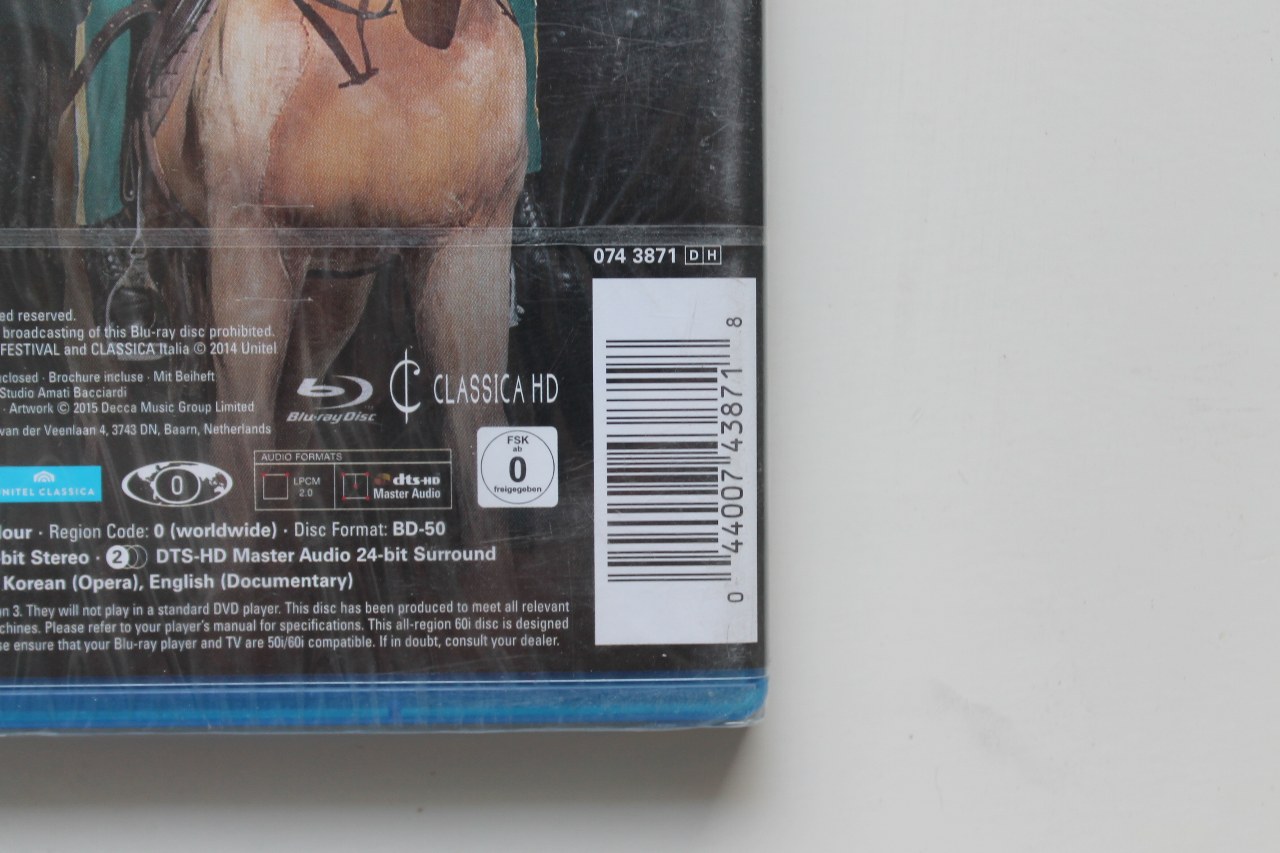 074 3871 D H
ed reserved.
broadcasting of this Blu-ray disc prohibited.
FESTIVAL and CLASSICA Italia © 2014 Unitel
closed · Brochure incluse · Mit Beiheft
Studio Amati Bacciardi
· Artwork © 2015 Decca Music Group Limited
van der Veenlaan 4, 3743 DN, Baarn, Netherlands
Blu-ray Disc
CLASSICA HD
UNITEL CLASSICA
0
AUDIO FORMATS
LPCM
2.0
dts-HD
Master Audio
FSK
ab
0
freigegeben
lour · Region Code: 0 (worldwide) · Disc Format: BD-50
bit Stereo · 2 DTS-HD Master Audio 24-bit Surround
Korean (Opera), English (Documentary)
n 3. They will not play in a standard DVD player. This disc has been produced to meet all relevant
chines. Please refer to your player's manual for specifications. This all-region 60i disc is designed
se ensure that your Blu-ray player and TV are 50i/60i compatible. If in doubt, consult your dealer.
0 44007 43871 8